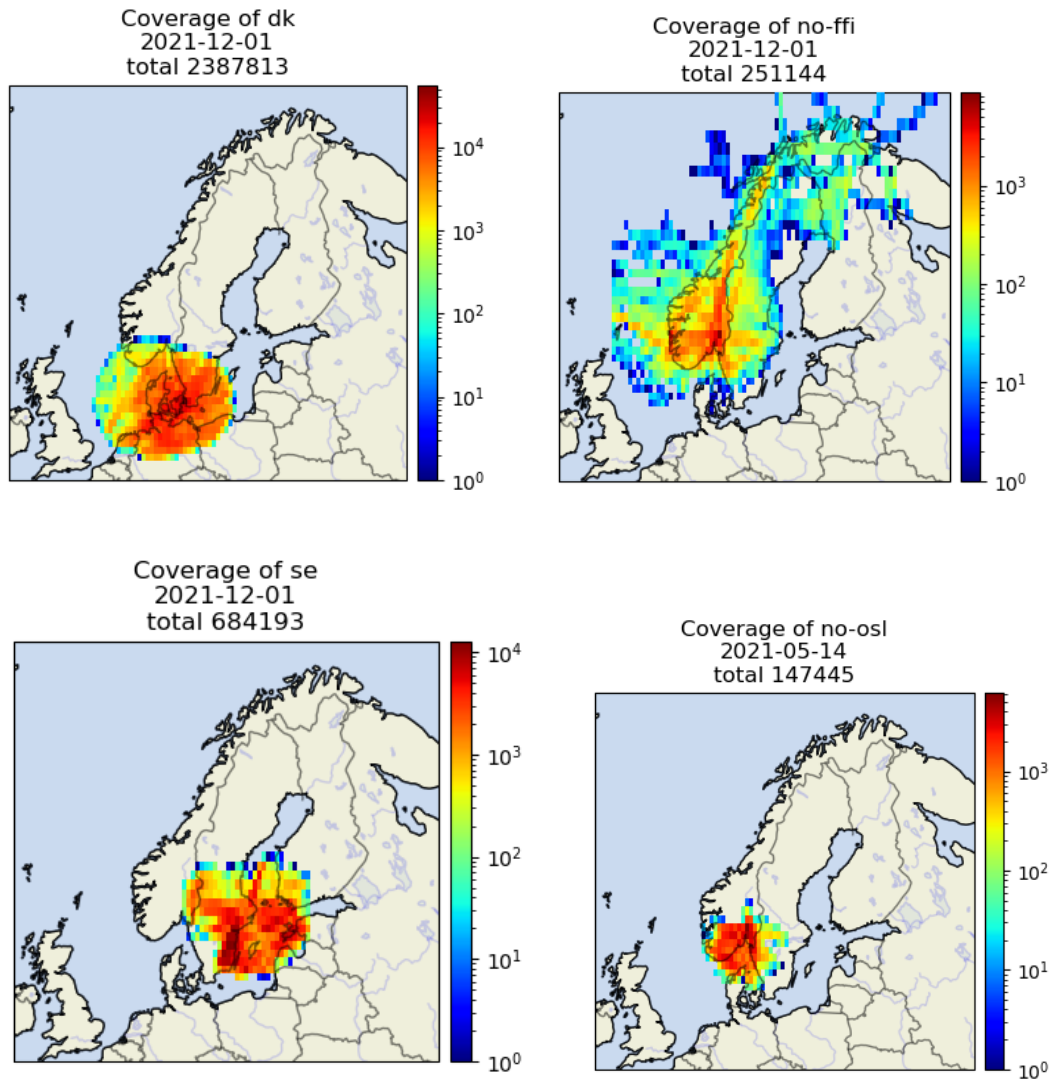 Coverage of dk
2021-12-01
total 2387813
10^4
10^3
10^2
10^1
10^0
Coverage of no-ffi
2021-12-01
total 251144
10^3
10^2
10^1
10^0
Coverage of se
2021-12-01
total 684193
10^4
10^3
10^2
10^1
10^0
Coverage of no-osl
2021-05-14
total 147445
10^3
10^2
10^1
10^0